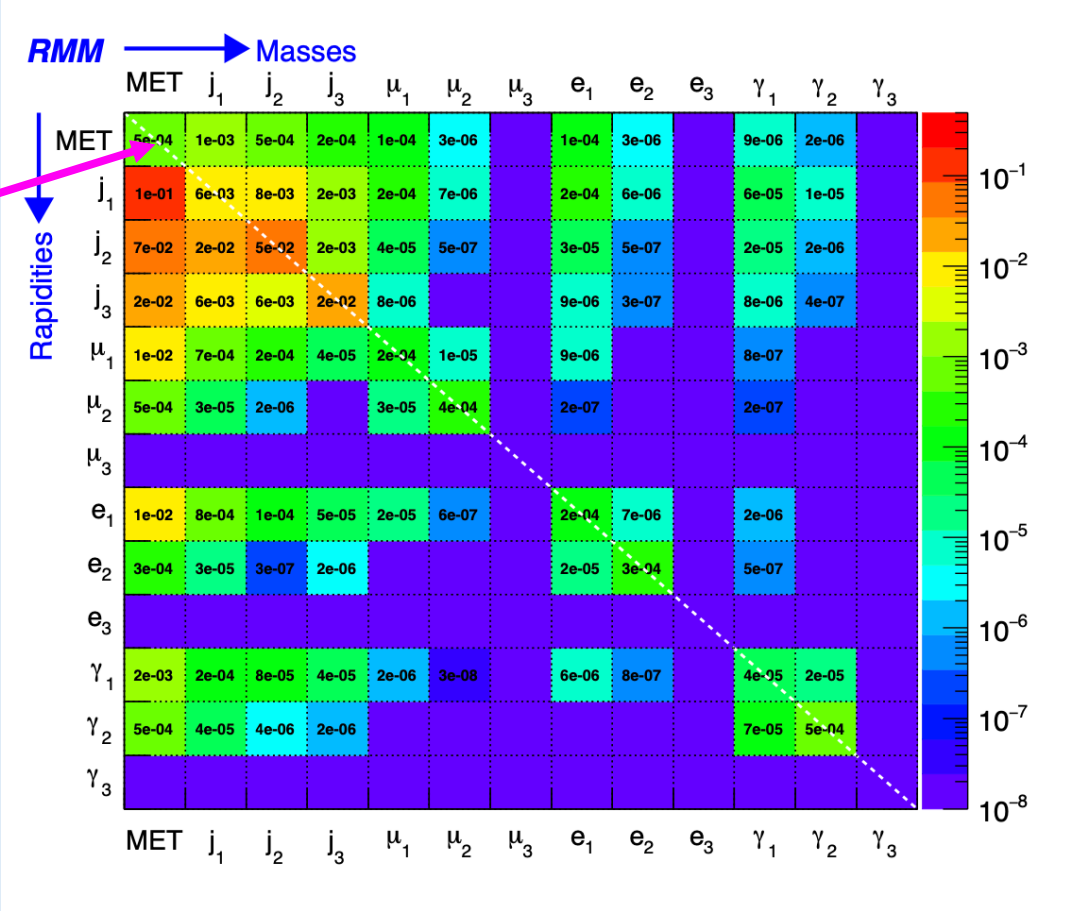 RMM Masses
MET j1 j2 j3 μ1 μ2 μ3 e1 e2 e3 γ1 γ2 γ3
Rapidities
MET 5e-04 1e-03 5e-04 2e-04 1e-04 3e-06 1e-04 3e-06 9e-06 2e-06
j1 1e-01 6e-03 8e-03 2e-03 2e-04 7e-06 2e-04 6e-06 6e-05 1e-05
j2 7e-02 2e-02 5e-02 2e-03 4e-05 5e-07 3e-05 5e-07 2e-05 2e-06
j3 2e-02 6e-03 6e-03 2e-02 8e-06 9e-06 3e-07 8e-06 4e-07
μ1 1e-02 7e-04 2e-04 4e-05 2e-04 1e-05 9e-06 8e-07
μ2 5e-04 3e-05 2e-06 3e-05 4e-04 2e-07 2e-07
μ3
e1 1e-02 8e-04 1e-04 5e-05 2e-05 6e-07 2e-04 7e-06 2e-06
e2 3e-04 3e-05 3e-07 2e-06 2e-05 3e-04 5e-07
e3
γ1 2e-03 2e-04 8e-05 4e-05 2e-06 3e-08 6e-06 8e-07 4e-05 2e-05
γ2 5e-04 4e-05 4e-06 2e-06 7e-05 5e-04
γ3
MET j1 j2 j3 μ1 μ2 μ3 e1 e2 e3 γ1 γ2 γ3
10−1
10−2
10−3
10−4
10−5
10−6
10−7
10−8